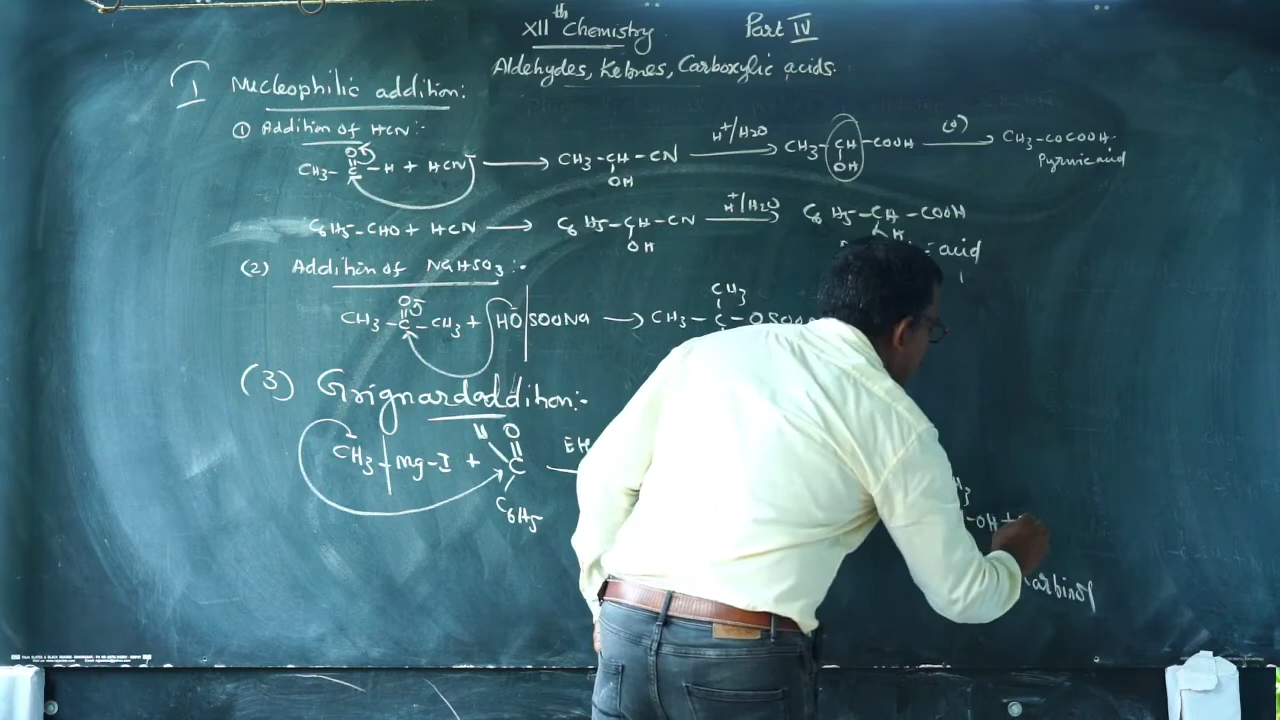 XIIth Chemistry Part IV
Aldehydes, Ketones, Carboxylic acids.
I Nucleophilic addition:
① Addition of HCN:-
CH3-C-H + HCN → CH3-CH-CN H+/H2O → CH3-CH-COOH (O) → CH3-COCOOH.
O OH OH Pyruvic acid
C6H5-CHO + HCN → C6H5-CH-CN H+/H2O → C6H5-CH-COOH
OH acid
(2) Addition of NaHSO3:-
O CH3
CH3-C-CH3 + HO SOONa → CH3-C-OSOO
(3) Grignard addition:-
H O
CH3-Mg-I + C
C6H5
-OH +